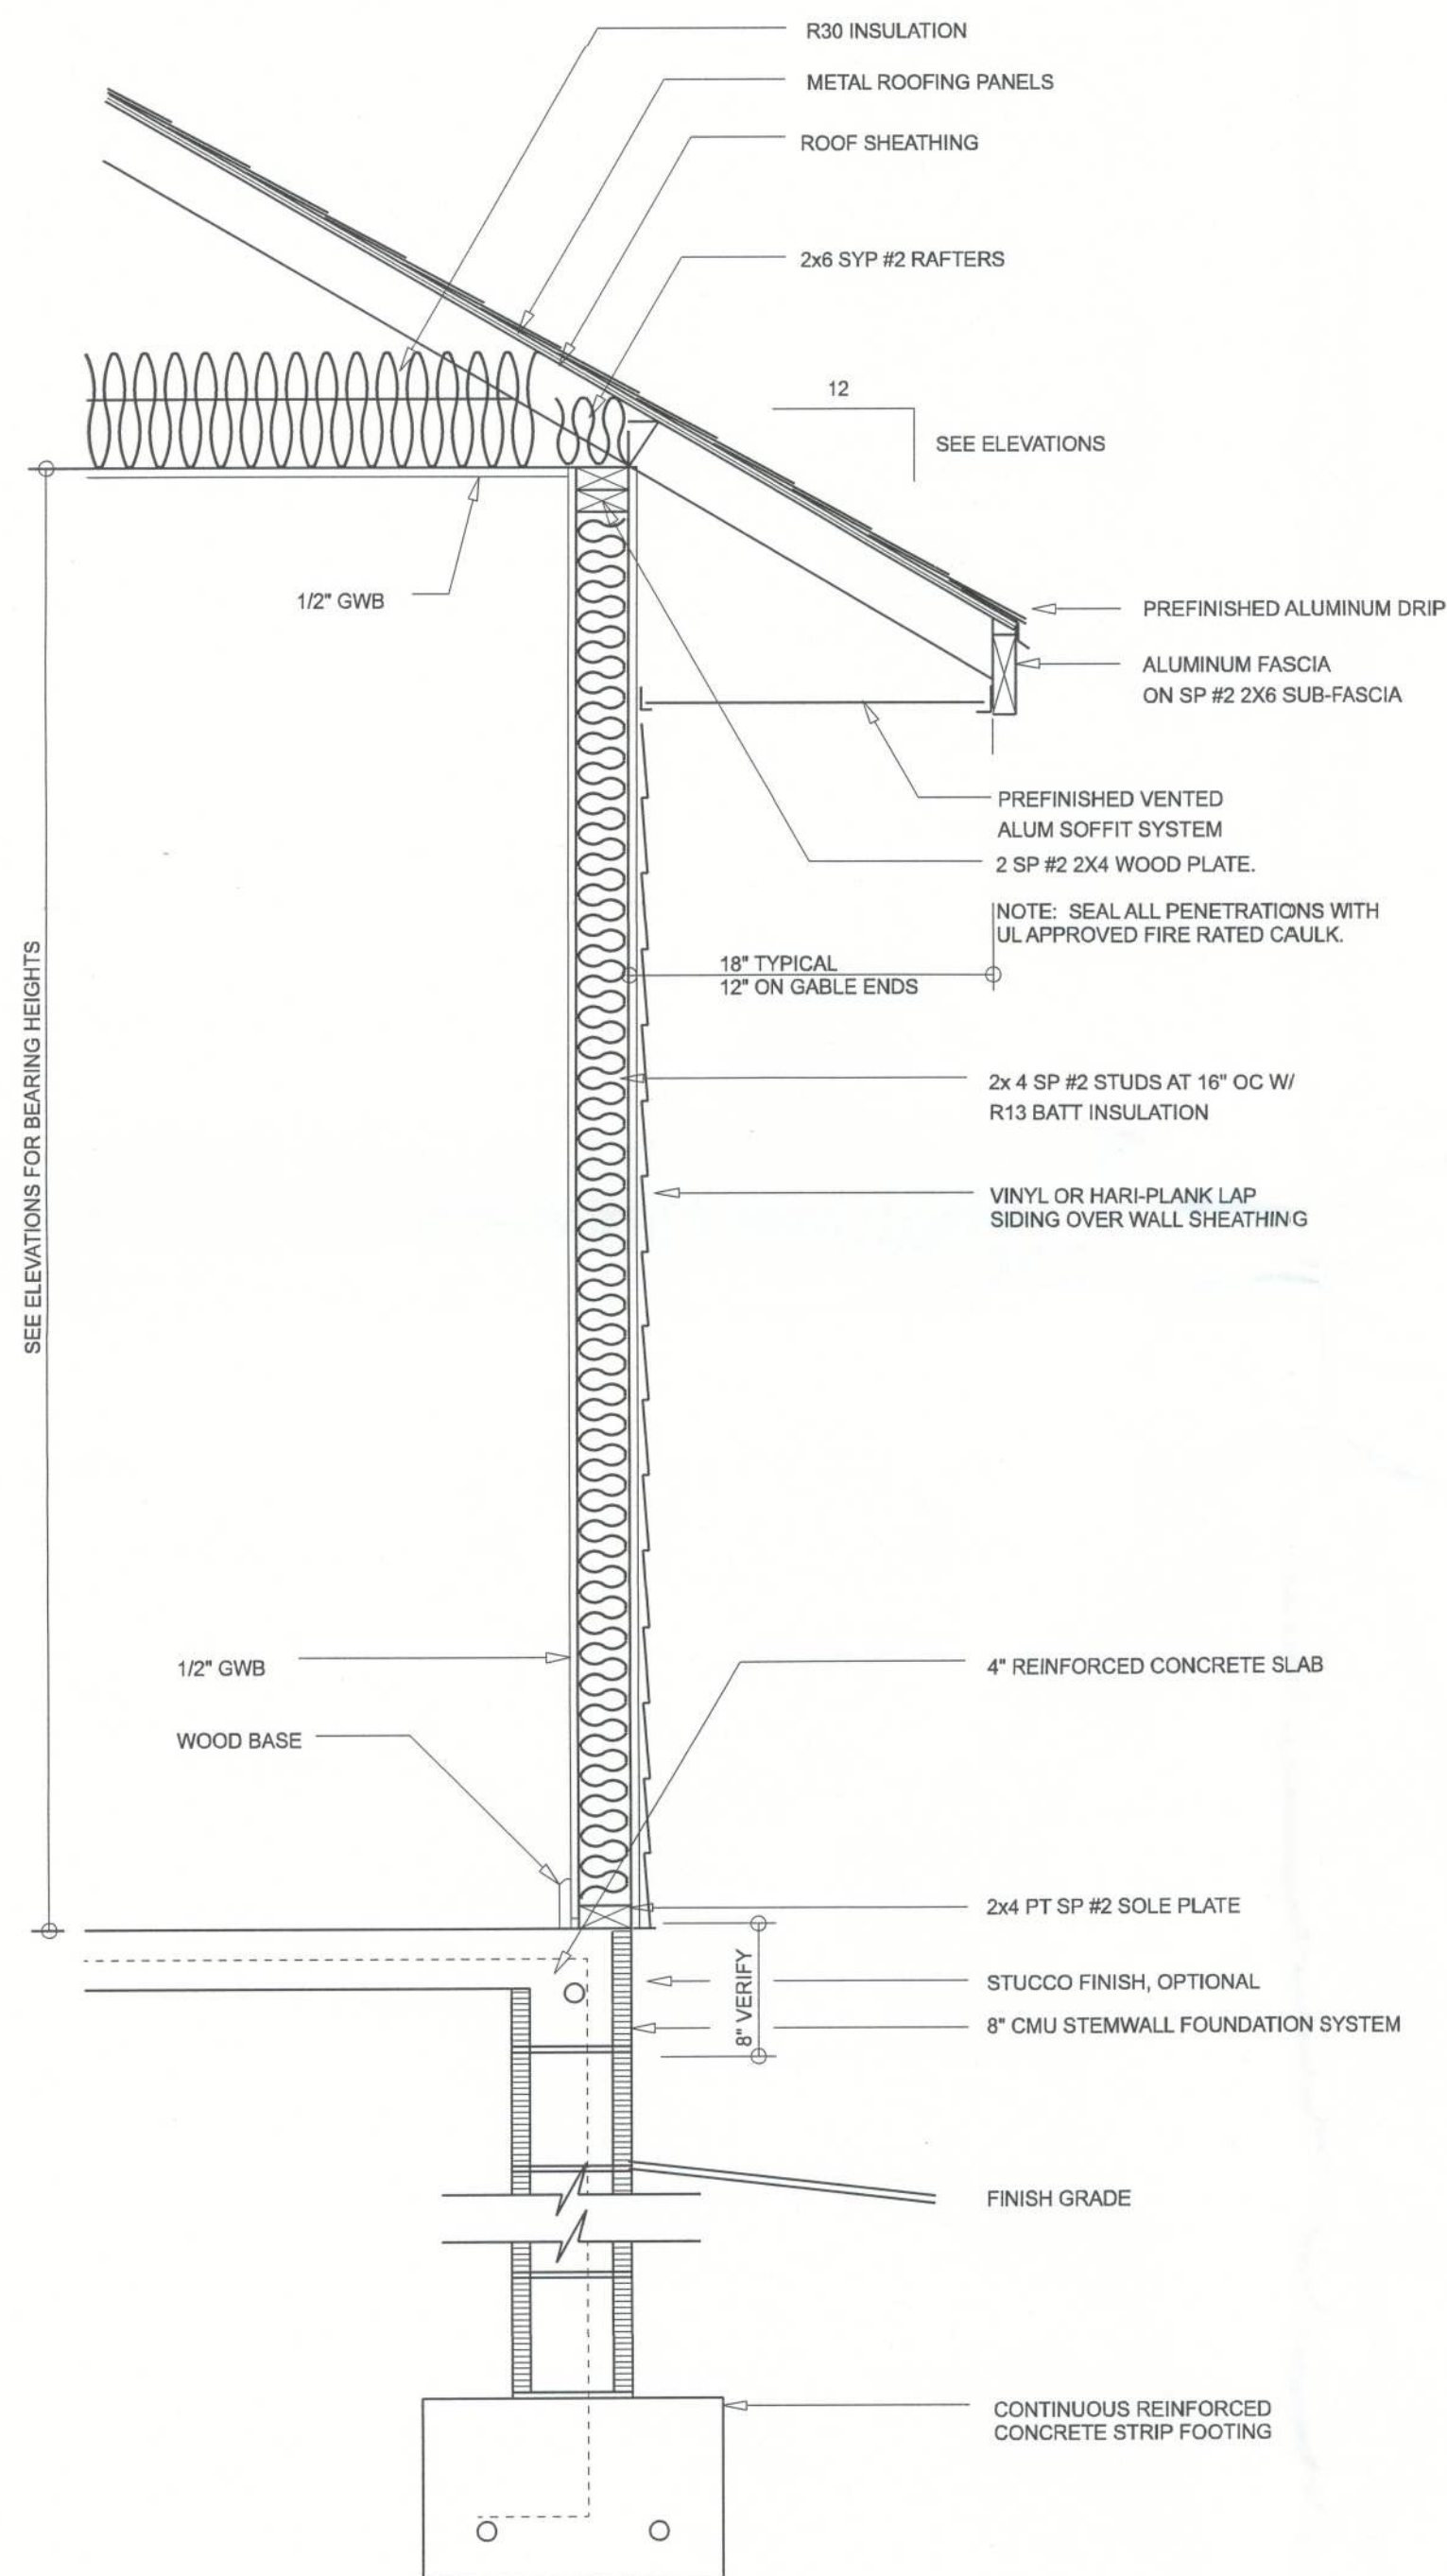 R30 INSULATION
METAL ROOFING PANELS
ROOF SHEATHING
2x6 SYP #2 RAFTERS
12
SEE ELEVATIONS
1/2" GWB
PREFINISHED ALUMINUM DRIP
ALUMINUM FASCIA
ON SP #2 2X6 SUB-FASCIA
PREFINISHED VENTED
ALUM SOFFIT SYSTEM
2 SP #2 2X4 WOOD PLATE.
NOTE: SEAL ALL PENETRATIONS WITH
UL APPROVED FIRE RATED CAULK.
18" TYPICAL
12" ON GABLE ENDS
SEE ELEVATIONS FOR BEARING HEIGHTS
2x 4 SP #2 STUDS AT 16" OC W/
R13 BATT INSULATION
VINYL OR HARI-PLANK LAP
SIDING OVER WALL SHEATHING
1/2" GWB
4" REINFORCED CONCRETE SLAB
WOOD BASE
2x4 PT SP #2 SOLE PLATE
8" VERIFY
STUCCO FINISH, OPTIONAL
8" CMU STEMWALL FOUNDATION SYSTEM
FINISH GRADE
CONTINUOUS REINFORCED
CONCRETE STRIP FOOTING